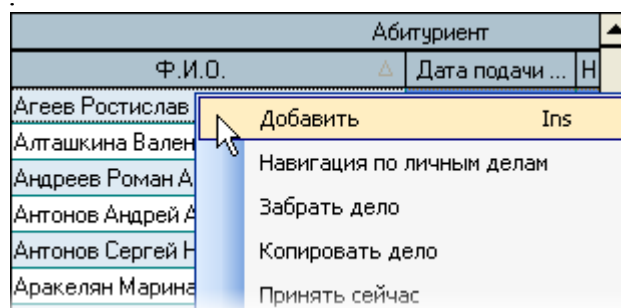 Абитуриент
Ф.И.О. Дата подачи ... Н
Агеев Ростислав
Алташкина Вален
Андреев Роман А
Антонов Андрей А
Антонов Сергей Н
Аракелян Марина
Добавить Ins
Навигация по личным делам
Забрать дело
Копировать дело
Принять сейчас